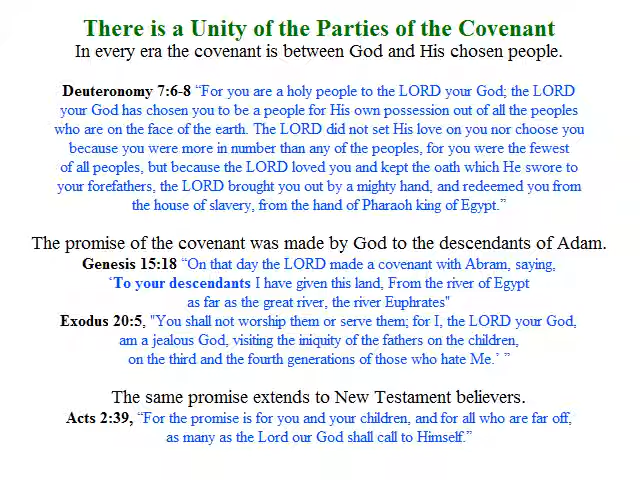 There is a Unity of the Parties of the Covenant
In every era the covenant is between God and His chosen people.
Deuteronomy 7:6-8 “For you are a holy people to the LORD your God; the LORD
your God has chosen you to be a people for His own possession out of all the peoples
who are on the face of the earth. The LORD did not set His love on you nor choose you
because you were more in number than any of the peoples, for you were the fewest
of all peoples, but because the LORD loved you and kept the oath which He swore to
your forefathers, the LORD brought you out by a mighty hand, and redeemed you from
the house of slavery, from the hand of Pharaoh king of Egypt.”
The promise of the covenant was made by God to the descendants of Adam.
Genesis 15:18 “On that day the LORD made a covenant with Abram, saying,
‘To your descendants I have given this land, From the river of Egypt
as far as the great river, the river Euphrates"
Exodus 20:5, "You shall not worship them or serve them; for I, the LORD your God,
am a jealous God, visiting the iniquity of the fathers on the children,
on the third and the fourth generations of those who hate Me.’ ”
The same promise extends to New Testament believers.
Acts 2:39, “For the promise is for you and your children, and for all who are far off,
as many as the Lord our God shall call to Himself.”